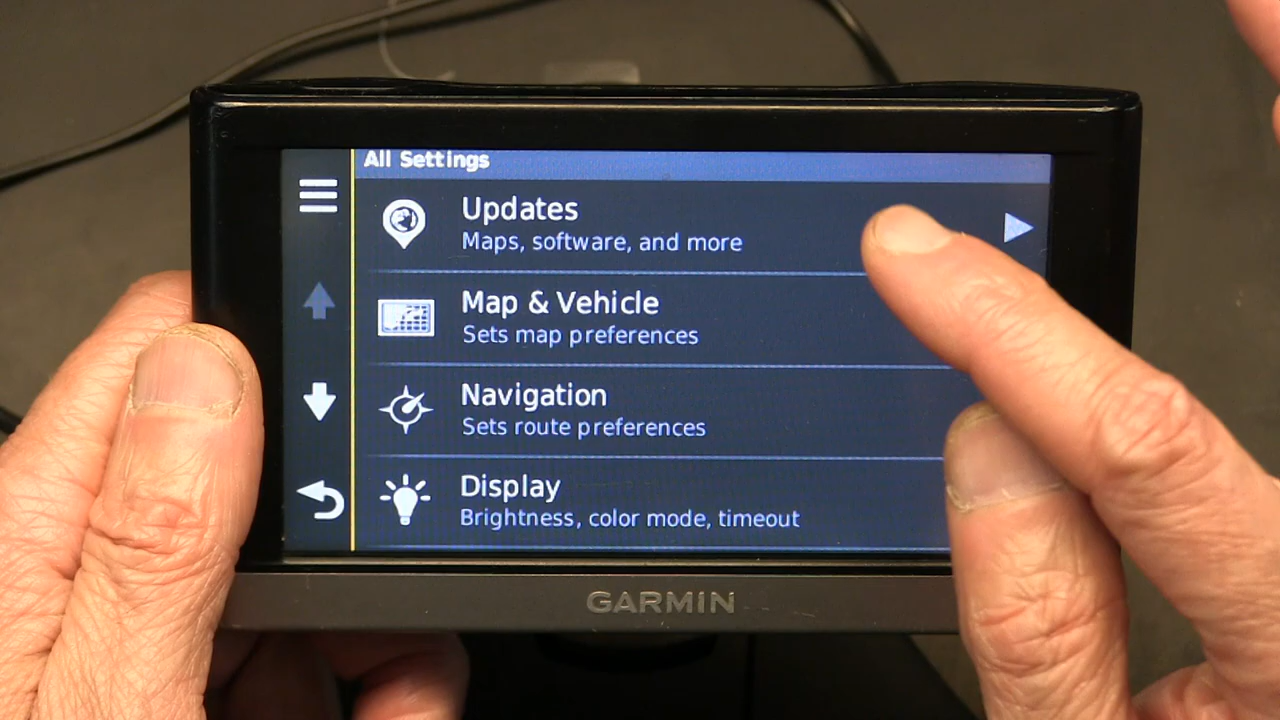 All Settings
Updates
Maps, software, and more
Map & Vehicle
Sets map preferences
Navigation
Sets route preferences
Display
Brightness, color mode, timeout
GARMIN